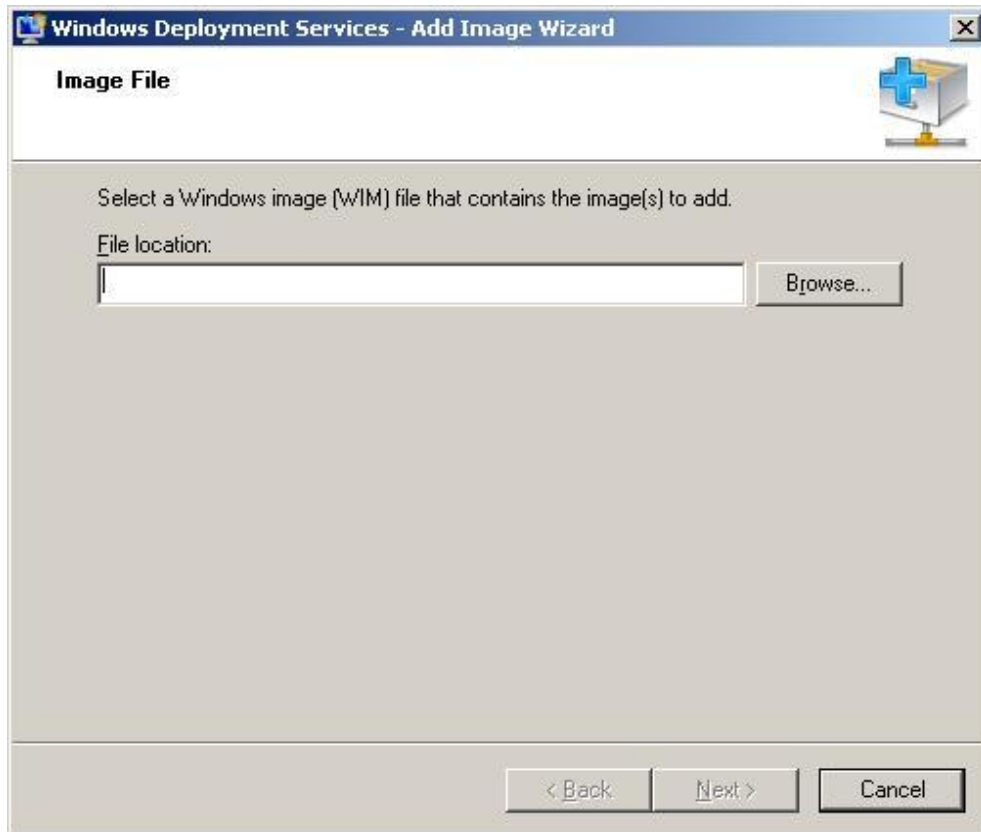 Windows Deployment Services - Add Image Wizard
Image File
Select a Windows image (WIM) file that contains the image(s) to add.
File location:
Browse...
< Back
Next >
Cancel